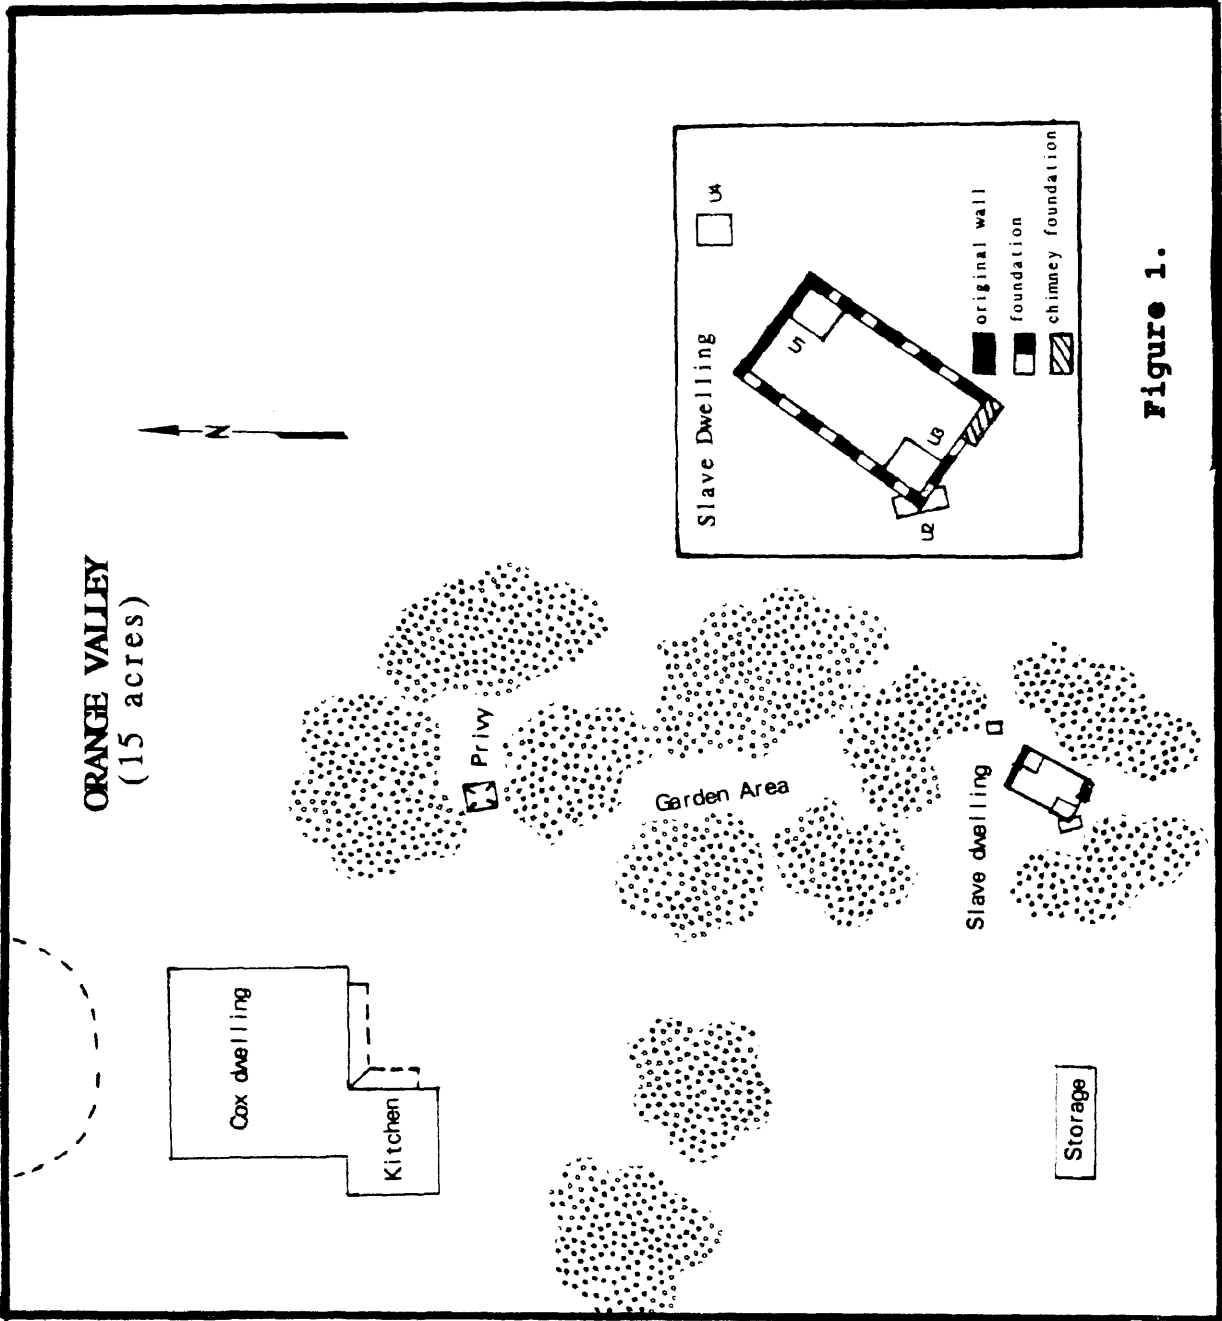 ORANGE VALLEY
(15 acres)
N
Cox dwelling
Kitchen
Privy
Garden Area
Slave dwelling
Storage
Slave Dwelling
U4
U3
U2
original wall
foundation
chimney foundation
Figure 1.